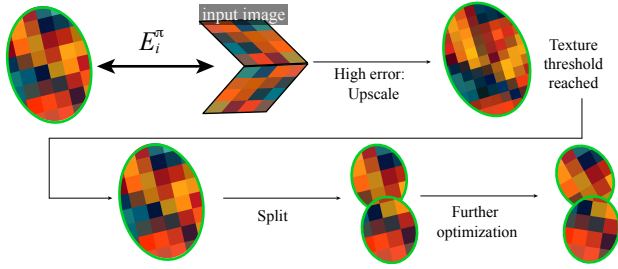 input image
E_i^π
High error:
Upscale
Texture
threshold
reached
Split
Further
optimization